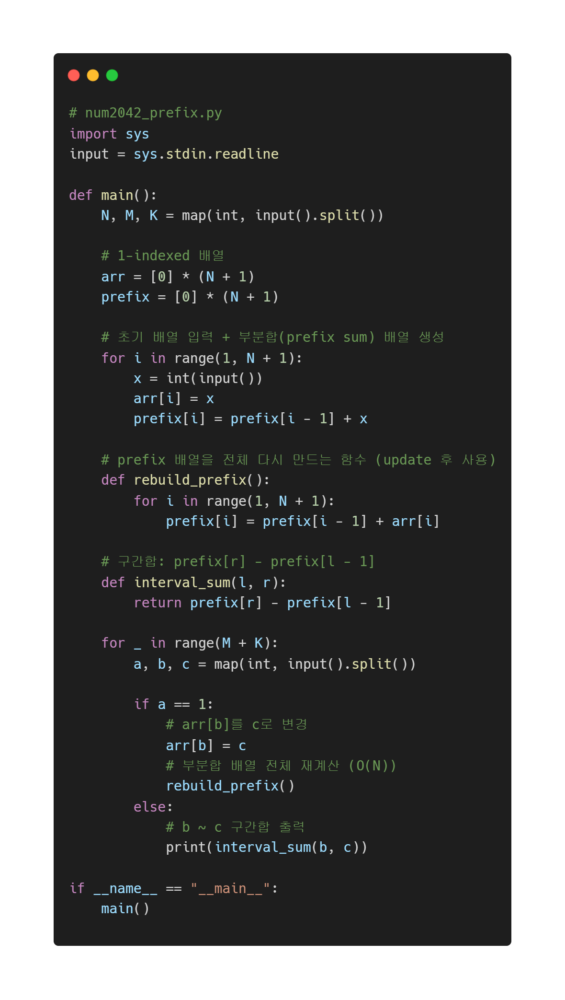 # num2042_prefix.py
import sys
input = sys.stdin.readline
def main():
    N, M, K = map(int, input().split())
    # 1-indexed 배열
    arr = [0] * (N + 1)
    prefix = [0] * (N + 1)
    # 초기 배열 입력 + 부분합(prefix sum) 배열 생성
    for i in range(1, N + 1):
        x = int(input())
        arr[i] = x
        prefix[i] = prefix[i - 1] + x
    # prefix 배열을 전체 다시 만드는 함수 (update 후 사용)
    def rebuild_prefix():
        for i in range(1, N + 1):
            prefix[i] = prefix[i - 1] + arr[i]
    # 구간합: prefix[r] - prefix[l - 1]
    def interval_sum(l, r):
        return prefix[r] - prefix[l - 1]
    for _ in range(M + K):
        a, b, c = map(int, input().split())
        if a == 1:
            # arr[b]를 c로 변경
            arr[b] = c
            # 부분합 배열 전체 재계산 (O(N))
            rebuild_prefix()
        else:
            # b ~ c 구간합 출력
            print(interval_sum(b, c))
if __name__ == "__main__":
    main()